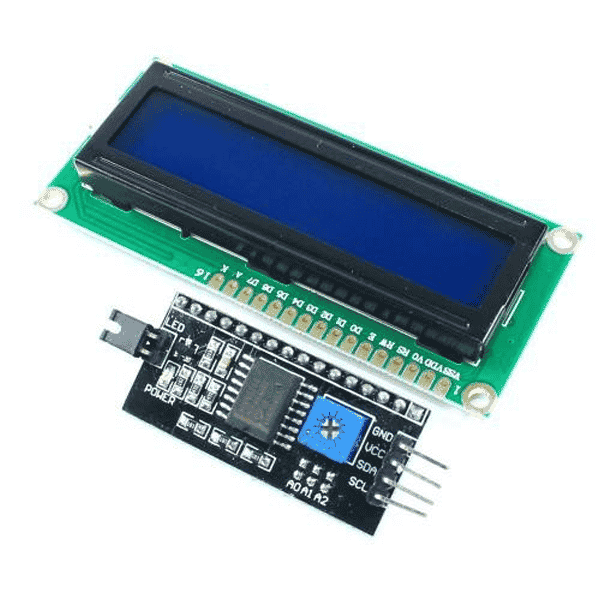 16 A K D7 D6 D5 D4 D3 D2 D1 D0 E RW RS VO VDD VSS 1
LED
POWER
GND
VCC
SDA
SCL
A0 A1 A2